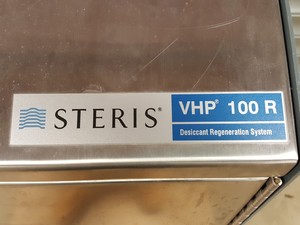 STERIS®
VHP® 100 R
Desiccant Regeneration System